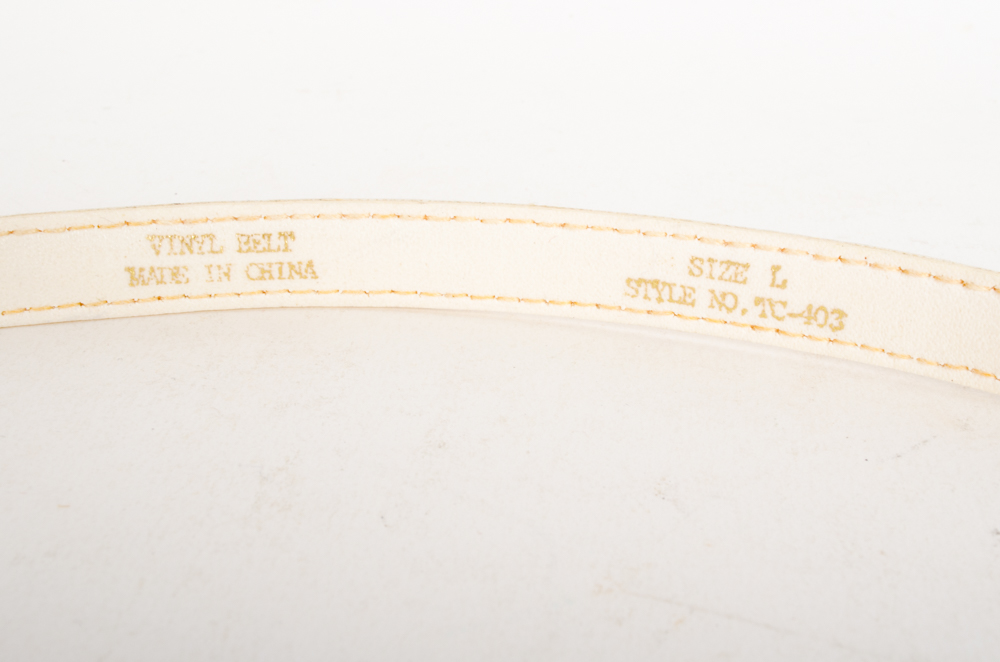 VINYL BELT
MADE IN CHINA
SIZE L
STYLE NO. TC-403